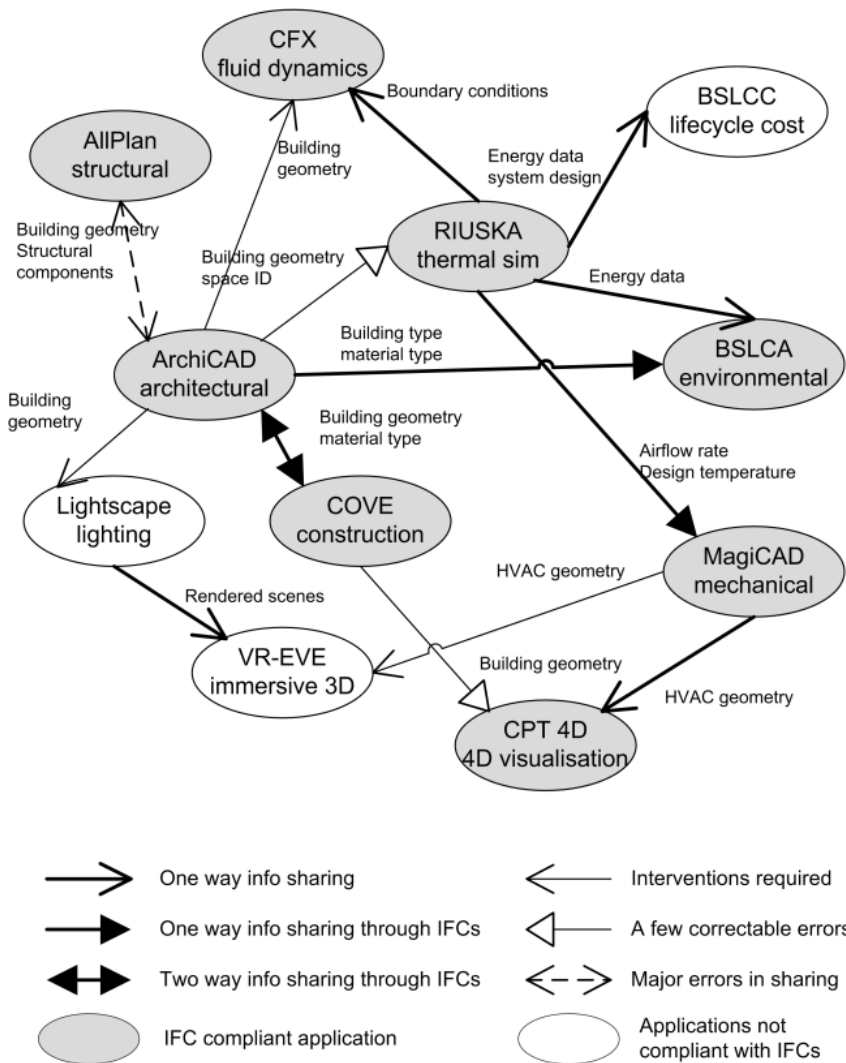 CFX
fluid dynamics
Boundary conditions
BSLCC
lifecycle cost
AllPlan
structural
Building
geometry
Energy data
system design
Building geometry
Structural
components
RIUSKA
thermal sim
Building geometry
space ID
Energy data
Building type
material type
BSLCA
environmental
ArchiCAD
architectural
Building
geometry
Building geometry
material type
Airflow rate
Design temperature
Lightscape
lighting
COVE
construction
MagiCAD
mechanical
HVAC geometry
Rendered scenes
VR-EVE
immersive 3D
Building geometry
HVAC geometry
CPT 4D
4D visualisation
One way info sharing
Interventions required
One way info sharing through IFCs
A few correctable errors
Two way info sharing through IFCs
Major errors in sharing
IFC compliant application
Applications not
compliant with IFCs